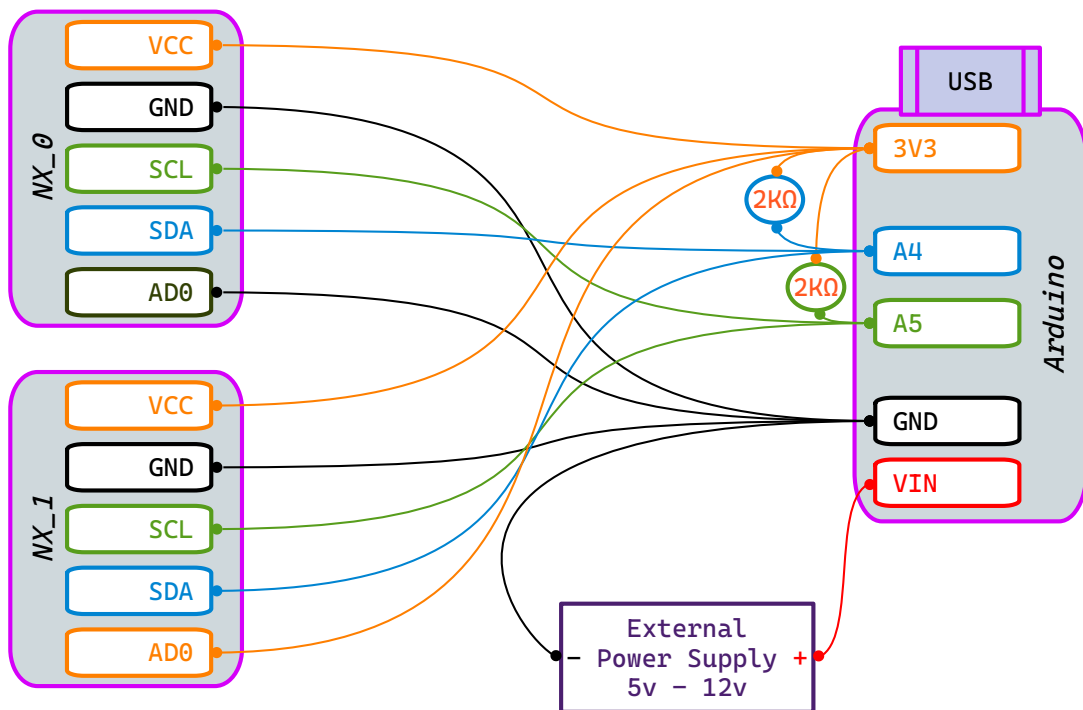 NX_0
VCC
GND
SCL
SDA
AD0
NX_1
VCC
GND
SCL
SDA
AD0
2KΩ
2KΩ
USB
Arduino
3V3
A4
A5
GND
VIN
External
– Power Supply +
5v – 12v